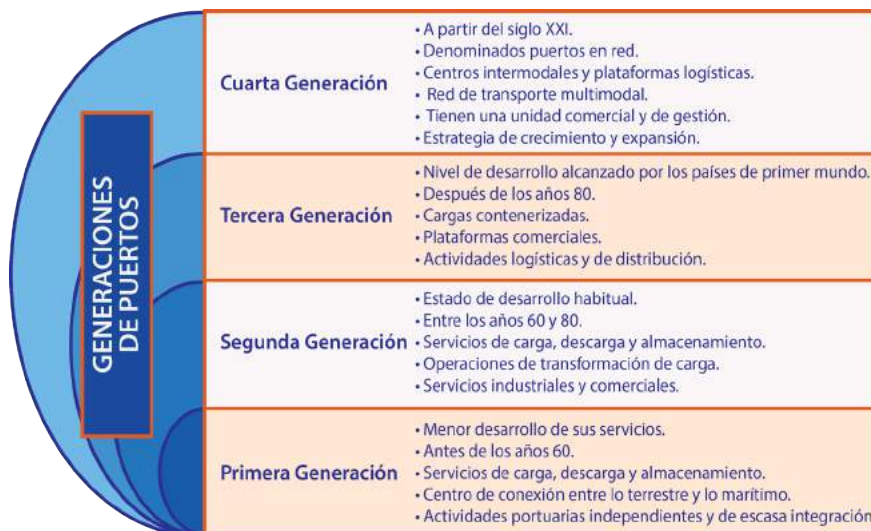 GENERACIONES
DE PUERTOS
Cuarta Generación
• A partir del siglo XXI.
• Denominados puertos en red.
• Centros intermodales y plataformas logísticas.
• Red de transporte multimodal.
• Tienen una unidad comercial y de gestión.
• Estrategia de crecimiento y expansión.
Tercera Generación
• Nivel de desarrollo alcanzado por los países de primer mundo.
• Después de los años 80.
• Cargas contenerizadas.
• Plataformas comerciales.
• Actividades logísticas y de distribución.
Segunda Generación
• Estado de desarrollo habitual.
• Entre los años 60 y 80.
• Servicios de carga, descarga y almacenamiento.
• Operaciones de transformación de carga.
• Servicios industriales y comerciales.
Primera Generación
• Menor desarrollo de sus servicios.
• Antes de los años 60.
• Servicios de carga, descarga y almacenamiento.
• Centro de conexión entre lo terrestre y lo marítimo.
• Actividades portuarias independientes y de escasa integración